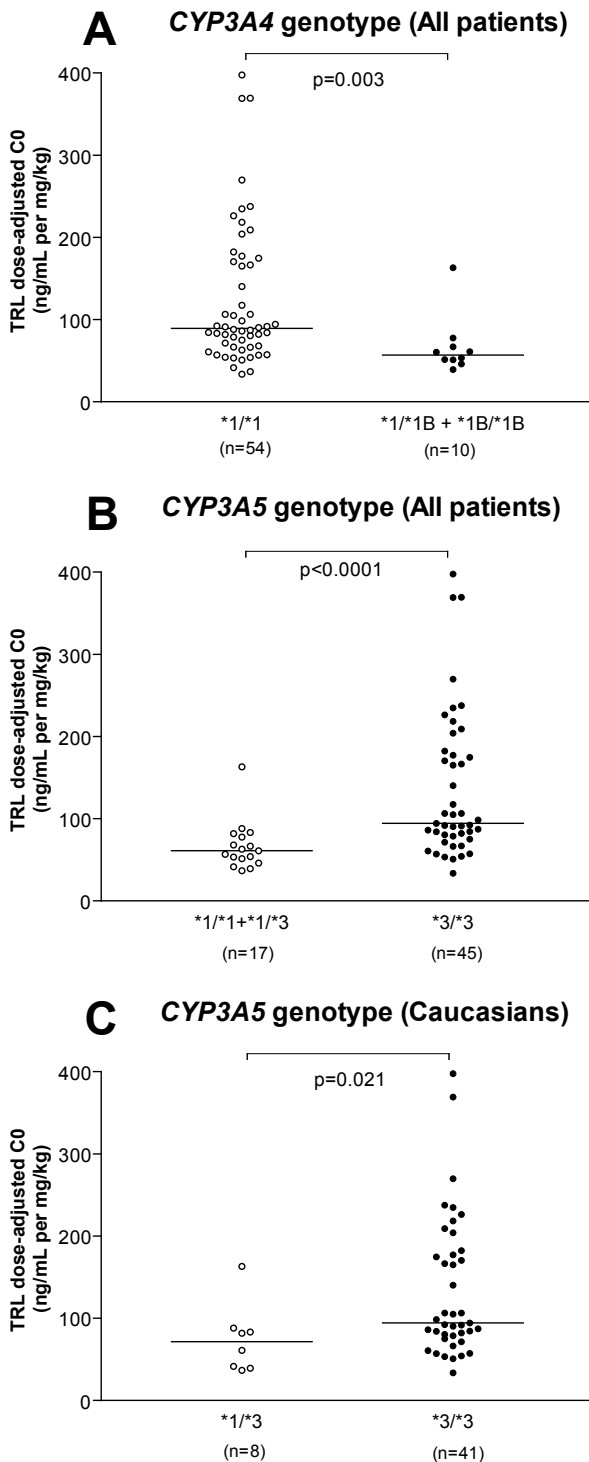 A CYP3A4 genotype (All patients)
p=0.003
TRL dose-adjusted C0
(ng/mL per mg/kg)
400
300
200
100
0
*1/*1
*1/*1B + *1B/*1B
(n=54)
(n=10)
B CYP3A5 genotype (All patients)
p<0.0001
TRL dose-adjusted C0
(ng/mL per mg/kg)
400
300
200
100
0
*1/*1+*1/*3
*3/*3
(n=17)
(n=45)
C CYP3A5 genotype (Caucasians)
p=0.021
TRL dose-adjusted C0
(ng/mL per mg/kg)
400
300
200
100
0
*1/*3
*3/*3
(n=8)
(n=41)